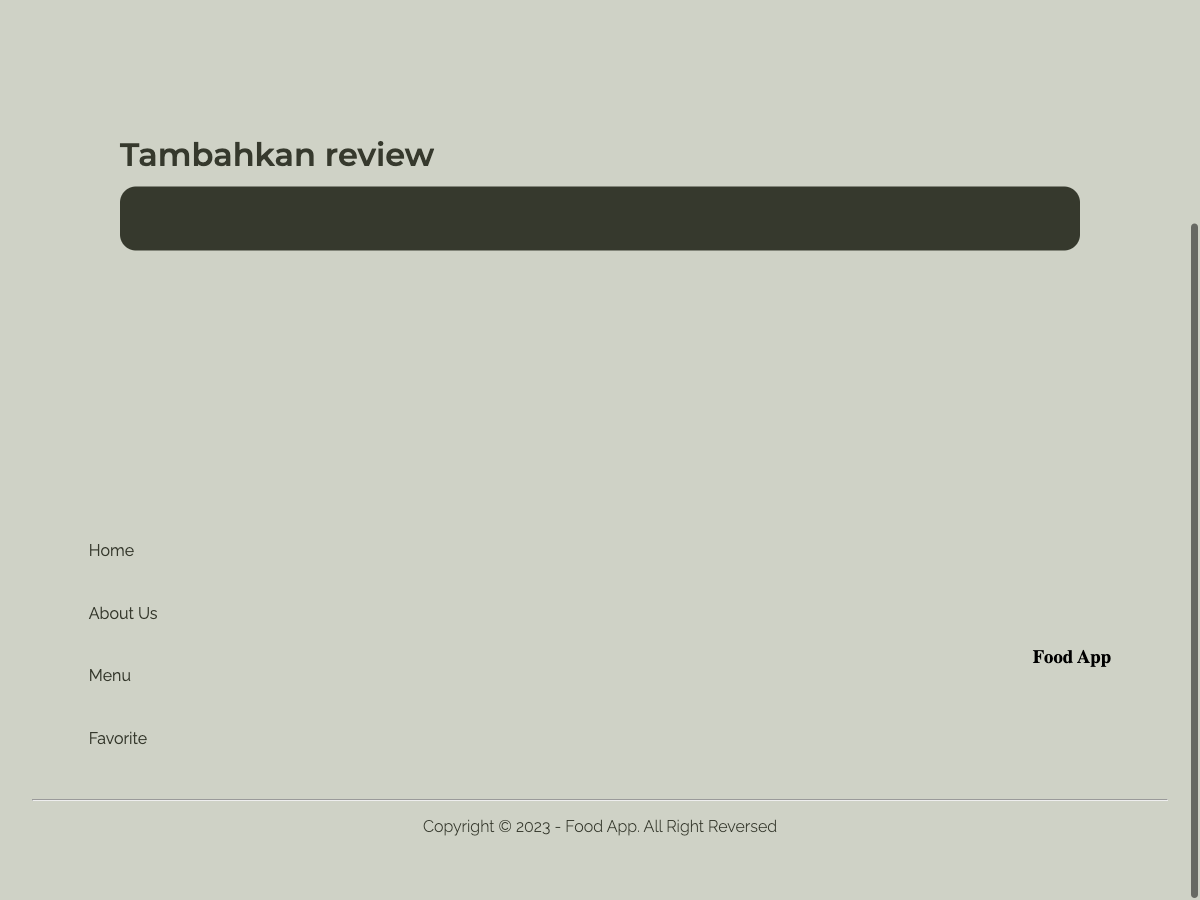 Tambahkan review
Home
About Us
Menu
Favorite
Food App
Copyright © 2023 - Food App. All Right Reversed